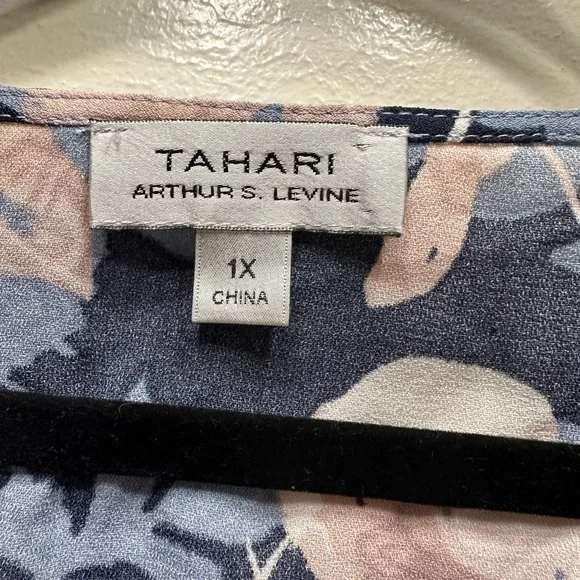 TAHARI
ARTHUR S. LEVINE
1X
CHINA